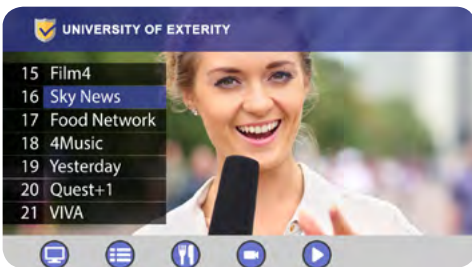 UNIVERSITY OF EXTERITY
15 Film4
16 Sky News
17 Food Network
18 4Music
19 Yesterday
20 Quest+1
21 VIVA